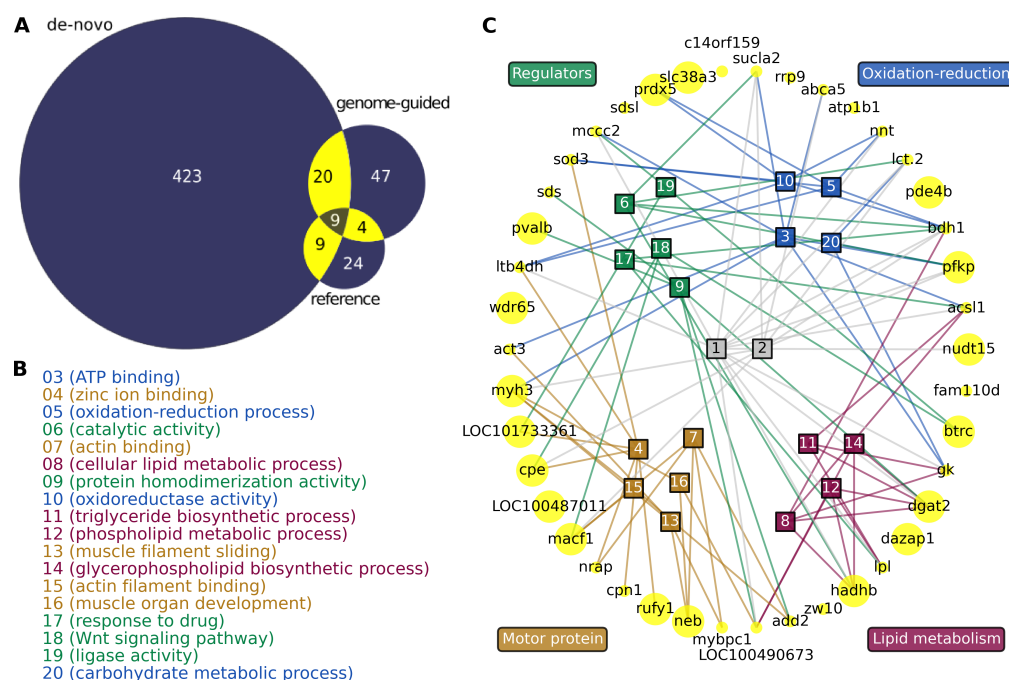 A
de-novo
genome-guided
423
20
47
9
4
9
24
reference
B
03 (ATP binding)
04 (zinc ion binding)
05 (oxidation-reduction process)
06 (catalytic activity)
07 (actin binding)
08 (cellular lipid metabolic process)
09 (protein homodimerization activity)
10 (oxidoreductase activity)
11 (triglyceride biosynthetic process)
12 (phospholipid metabolic process)
13 (muscle filament sliding)
14 (glycerophospholipid biosynthetic process)
15 (actin filament binding)
16 (muscle organ development)
17 (response to drug)
18 (Wnt signaling pathway)
19 (ligase activity)
20 (carbohydrate metabolic process)
C
Regulators
Oxidation-reduction
c14orf159
sucla2
slc38a3
rrp9
prdx5
abca5
sdsl
atp1b1
mccc2
nnt
sod3
lct.2
sds
pde4b
pvalb
bdh1
ltb4dh
pfkp
wdr65
acsl1
act3
nudt15
myh3
fam110d
LOC101733361
btrc
cpe
gk
LOC100487011
dgat2
macf1
dazap1
nrap
lpl
cpn1
hadhb
rufy1
zw10
neb
add2
mybpc1
LOC100490673
19
6
10
5
18
17
3
20
9
1
2
4
7
11
14
15
16
12
13
8
Motor protein
Lipid metabolism